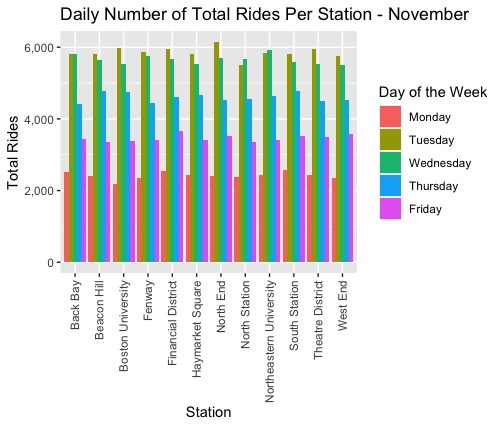 Daily Number of Total Rides Per Station - November
Total Rides
6,000
4,000
2,000
0
Back Bay
Beacon Hill
Boston University
Fenway
Financial District
Haymarket Square
North End
North Station
Northeastern University
South Station
Theatre District
West End
Station
Day of the Week
Monday
Tuesday
Wednesday
Thursday
Friday